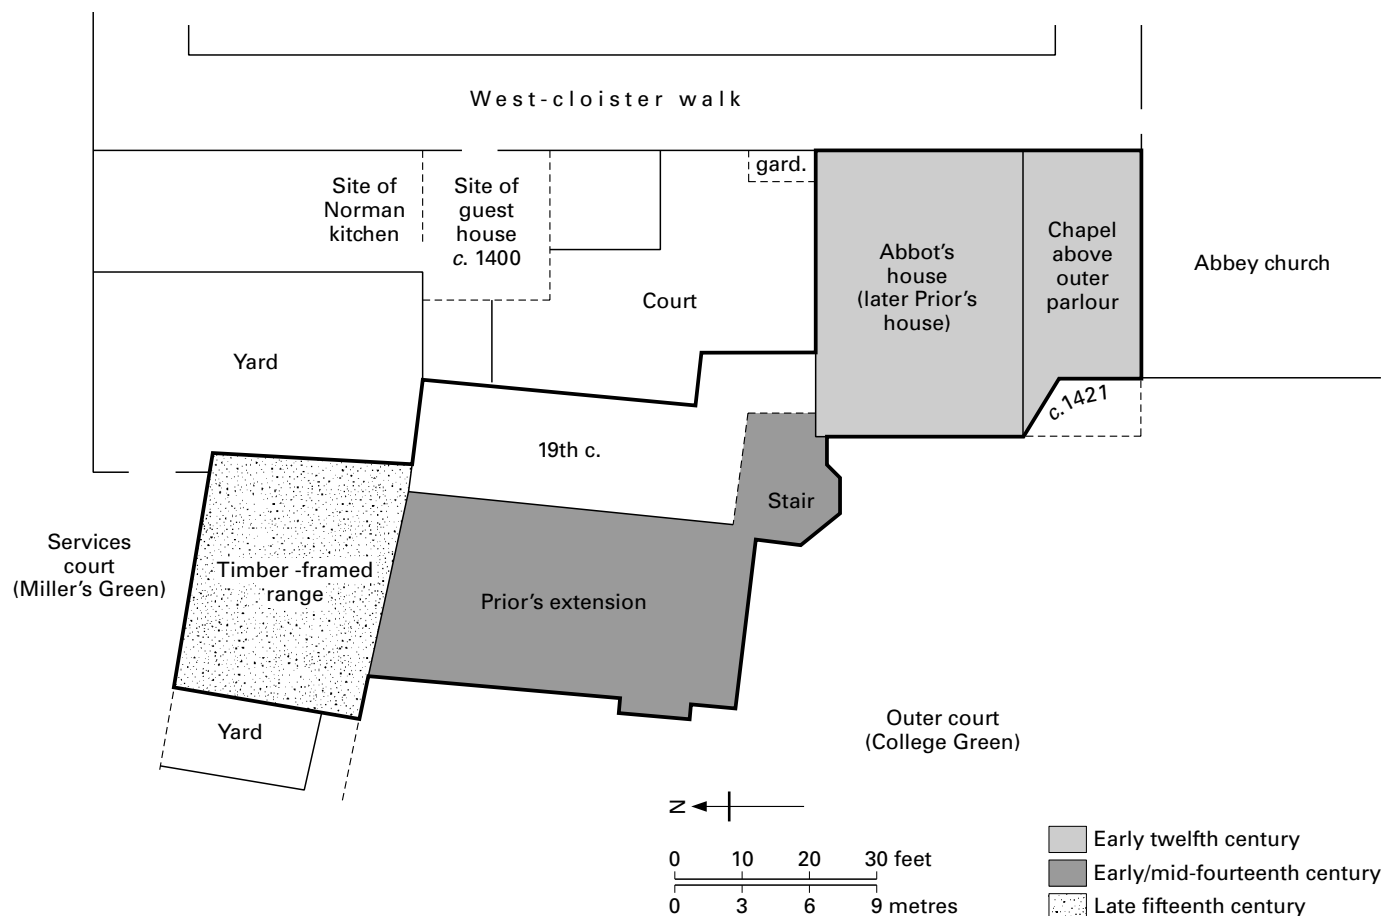 West-cloister walk
gard.
Site of
Norman
kitchen
Site of
guest
house
c. 1400
Chapel
above
outer
parlour
Abbot's
house
(later Prior's
house)
Abbey church
Court
Yard
c.1421
19th c.
Stair
Services
court
(Miller's Green)
Timber -framed
range
Prior's extension
Yard
Outer court
(College Green)
N
0 10 20 30 feet
0 3 6 9 metres
Early twelfth century
Early/mid-fourteenth century
Late fifteenth century